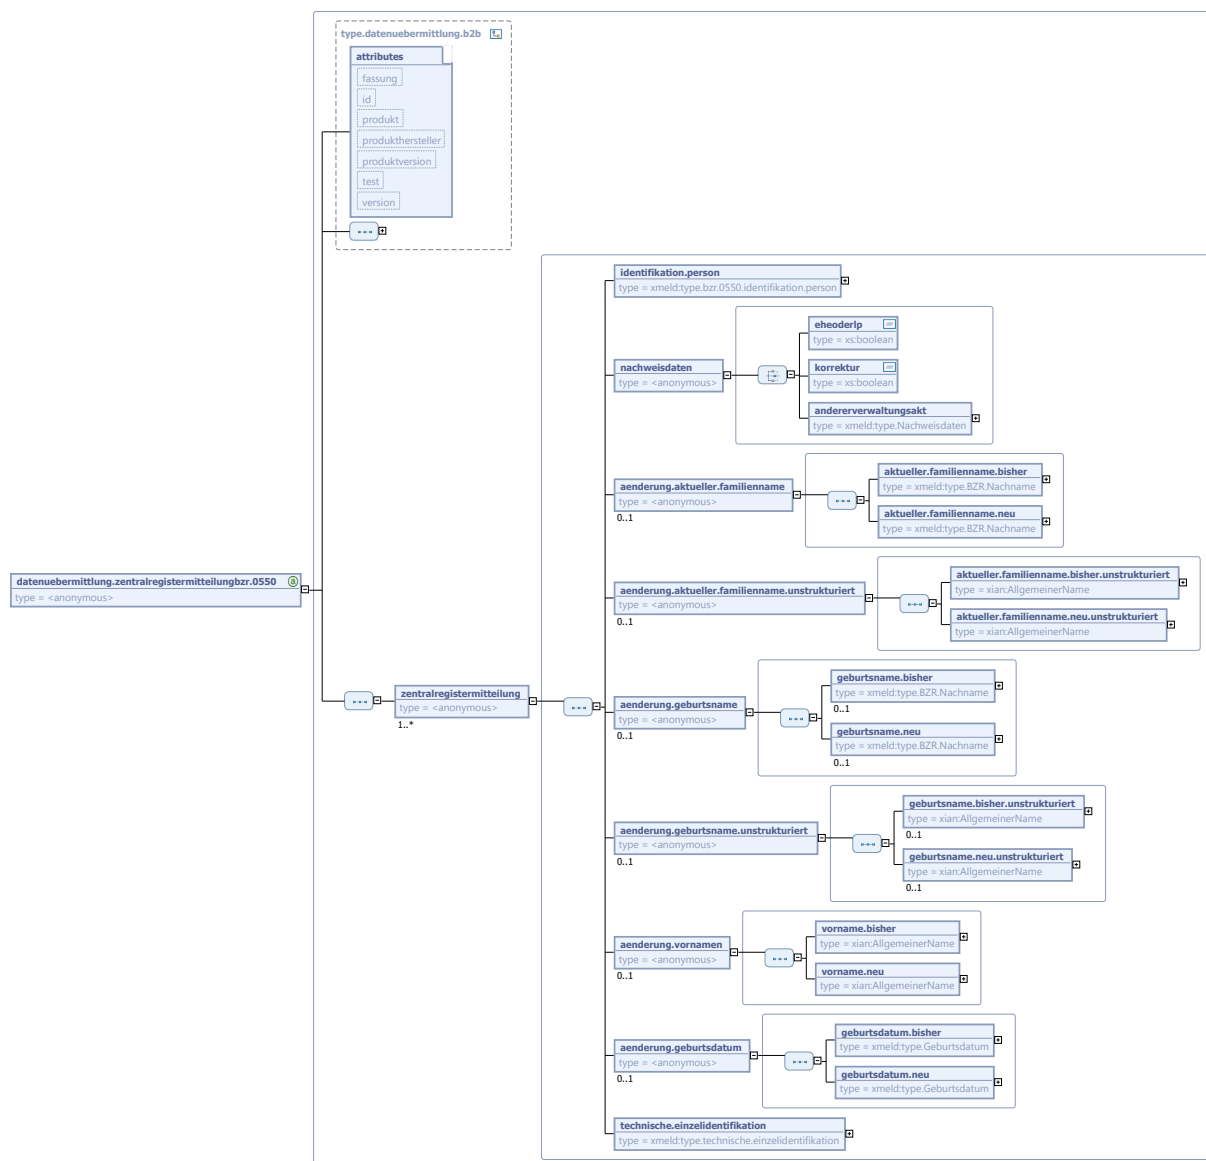 type.datenuebermittlung.b2b
attributes
fassung
id
produkt
produkthersteller
produktversion
test
version
identifikation.person
type = xmeld:type.bzr.0550.identifikation.person
eheoderlp
type = xs:boolean
nachweisdaten
type = <anonymous>
korrektur
type = xs:boolean
andererverwaltungsakt
type = xmeld:type.Nachweisdaten
aktueller.familienname.bisher
type = xmeld:type.BZR.Nachname
aenderung.aktueller.familienname
type = <anonymous>
0..1
aktueller.familienname.neu
type = xmeld:type.BZR.Nachname
datenuebermittlung.zentralregistermitteilungbzr.0550
type = <anonymous>
aktueller.familienname.bisher.unstrukturiert
type = xian:AllgemeinerName
aenderung.aktueller.familienname.unstrukturiert
type = <anonymous>
0..1
aktueller.familienname.neu.unstrukturiert
type = xian:AllgemeinerName
zentralregistermitteilung
type = <anonymous>
1..*
geburtsname.bisher
type = xmeld:type.BZR.Nachname
0..1
aenderung.geburtsname
type = <anonymous>
0..1
geburtsname.neu
type = xmeld:type.BZR.Nachname
0..1
geburtsname.bisher.unstrukturiert
type = xian:AllgemeinerName
0..1
aenderung.geburtsname.unstrukturiert
type = <anonymous>
0..1
geburtsname.neu.unstrukturiert
type = xian:AllgemeinerName
0..1
vorname.bisher
type = xian:AllgemeinerName
aenderung.vornamen
type = <anonymous>
0..1
vorname.neu
type = xian:AllgemeinerName
geburtsdatum.bisher
type = xmeld:type.Geburtsdatum
aenderung.geburtsdatum
type = <anonymous>
0..1
geburtsdatum.neu
type = xmeld:type.Geburtsdatum
technische.einzelidentifikation
type = xmeld:type.technische.einzelidentifikation